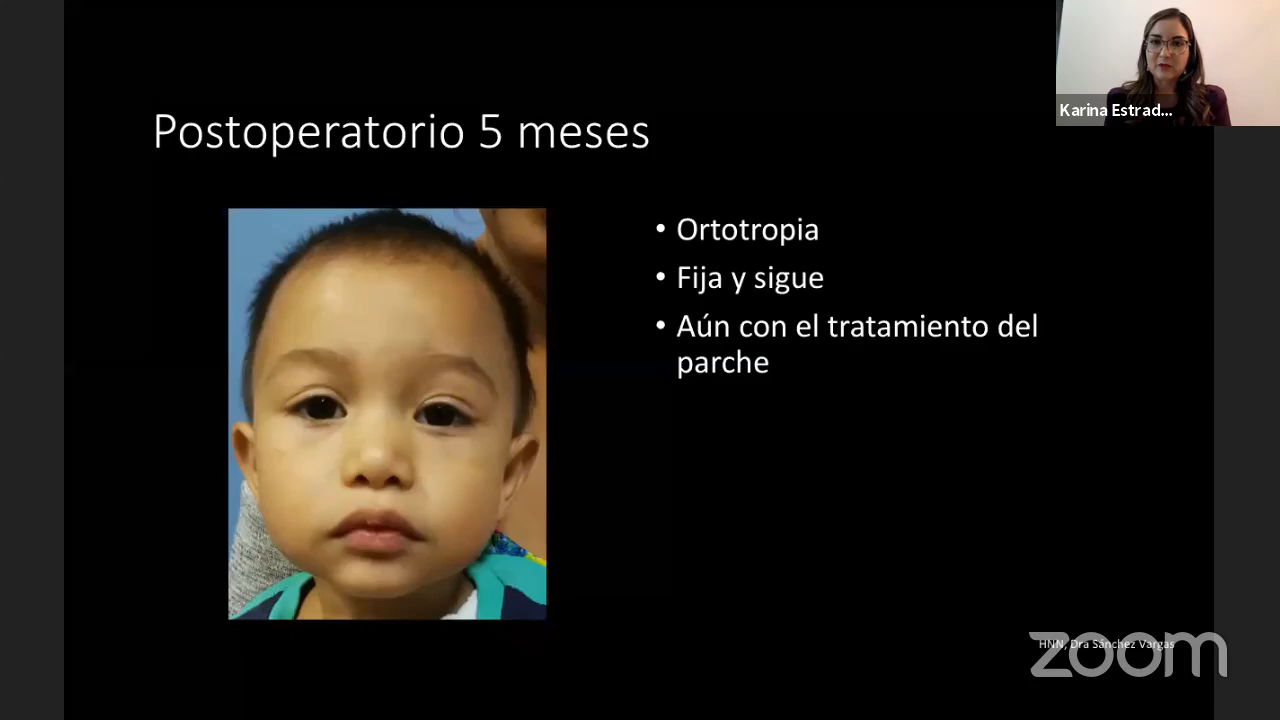 Karina Estrad...
Postoperatorio 5 meses
• Ortotropia
• Fija y sigue
• Aún con el tratamiento del
parche
HNN, Dra Sánchez Vargas
zoom